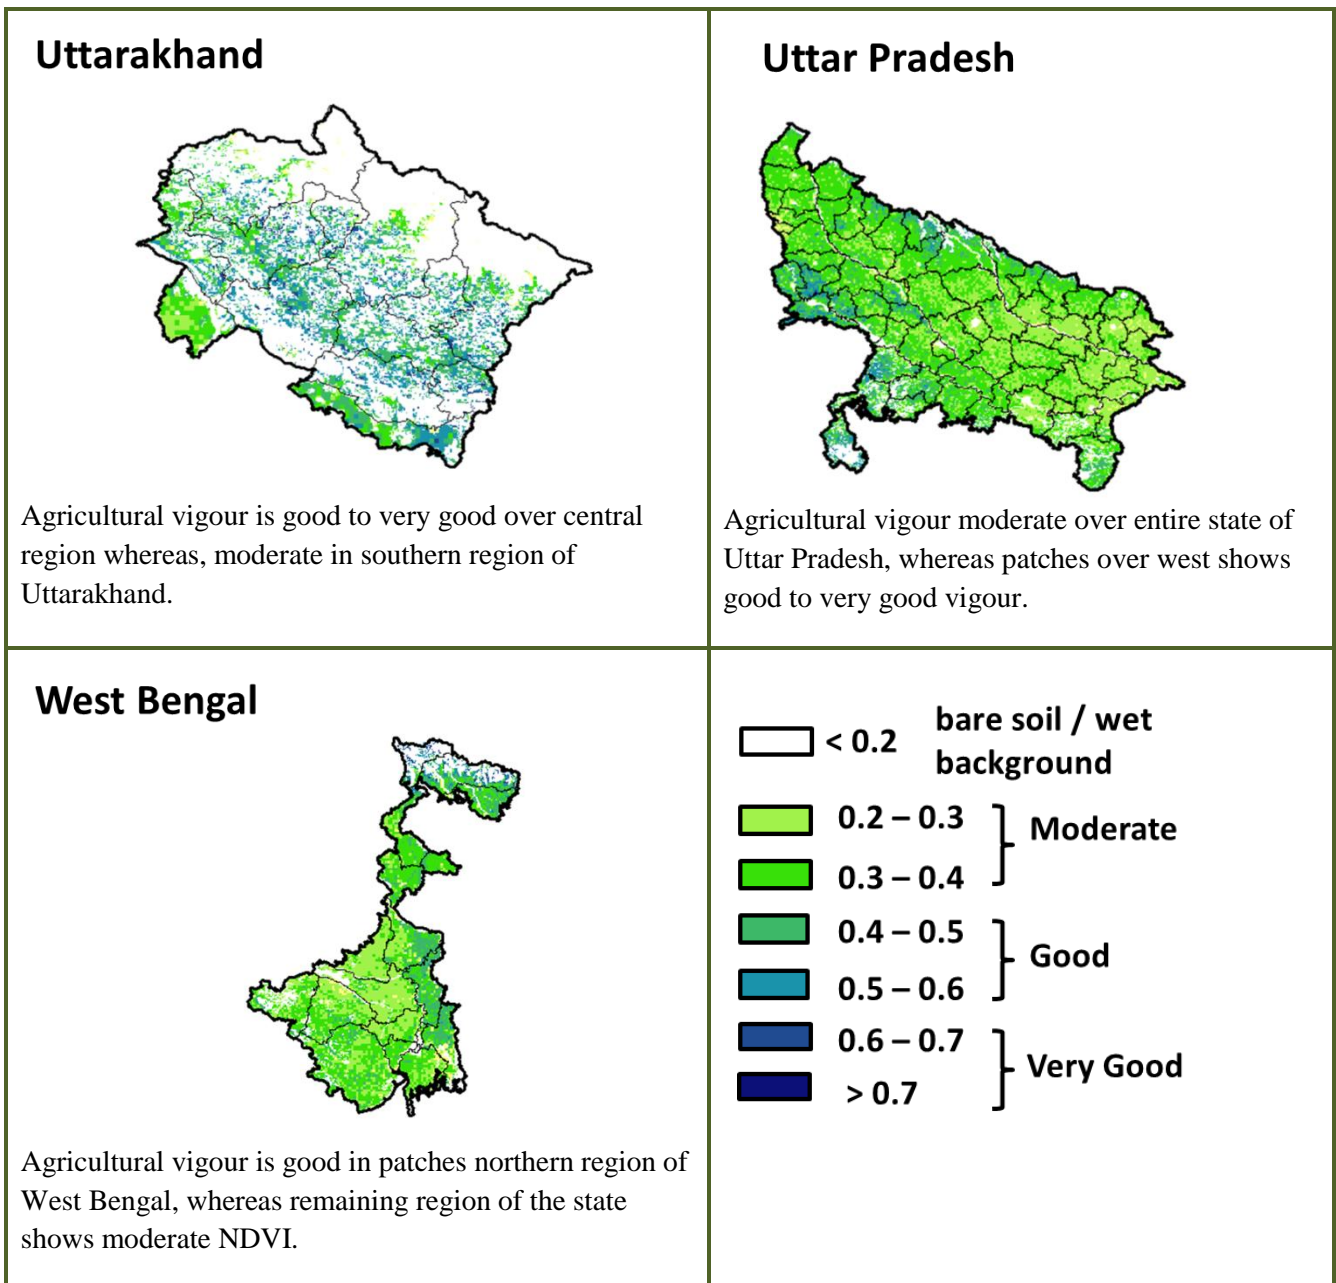 Uttarakhand
Agricultural vigour is good to very good over central
region whereas, moderate in southern region of
Uttarakhand.
Uttar Pradesh
Agricultural vigour moderate over entire state of
Uttar Pradesh, whereas patches over west shows
good to very good vigour.
West Bengal
Agricultural vigour is good in patches northern region of
West Bengal, whereas remaining region of the state
shows moderate NDVI.
< 0.2 bare soil / wet
background
0.2 – 0.3
Moderate
0.3 – 0.4
0.4 – 0.5
Good
0.5 – 0.6
0.6 – 0.7
Very Good
> 0.7